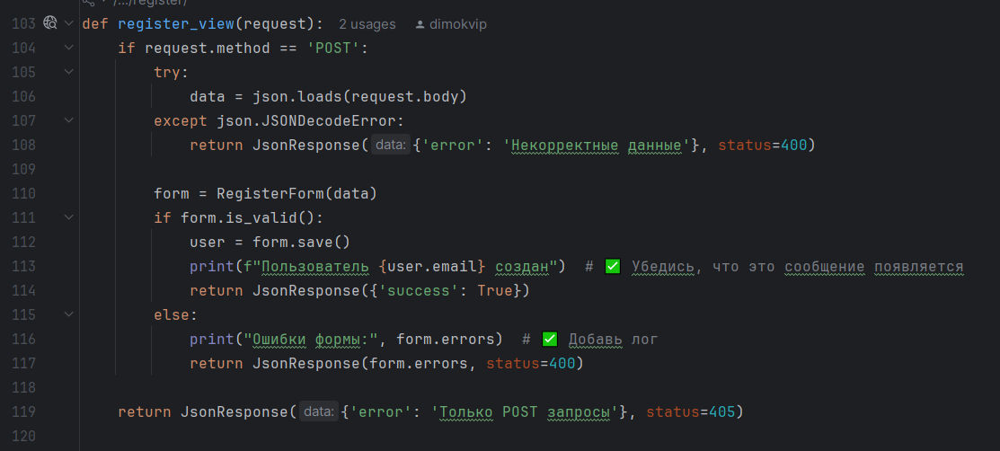 /.../register/
103 def register_view(request): 2 usages dimokvip
104 if request.method == 'POST':
105 try:
106 data = json.loads(request.body)
107 except json.JSONDecodeError:
108 return JsonResponse( data: {'error': 'Некорректные данные'}, status=400)
109
110 form = RegisterForm(data)
111 if form.is_valid():
112 user = form.save()
113 print(f"Пользователь {user.email} создан") # ✅ Убедись, что это сообщение появляется
114 return JsonResponse({'success': True})
115 else:
116 print("Ошибки формы:", form.errors) # ✅ Добавь лог
117 return JsonResponse(form.errors, status=400)
118
119 return JsonResponse( data: {'error': 'Только POST запросы'}, status=405)
120